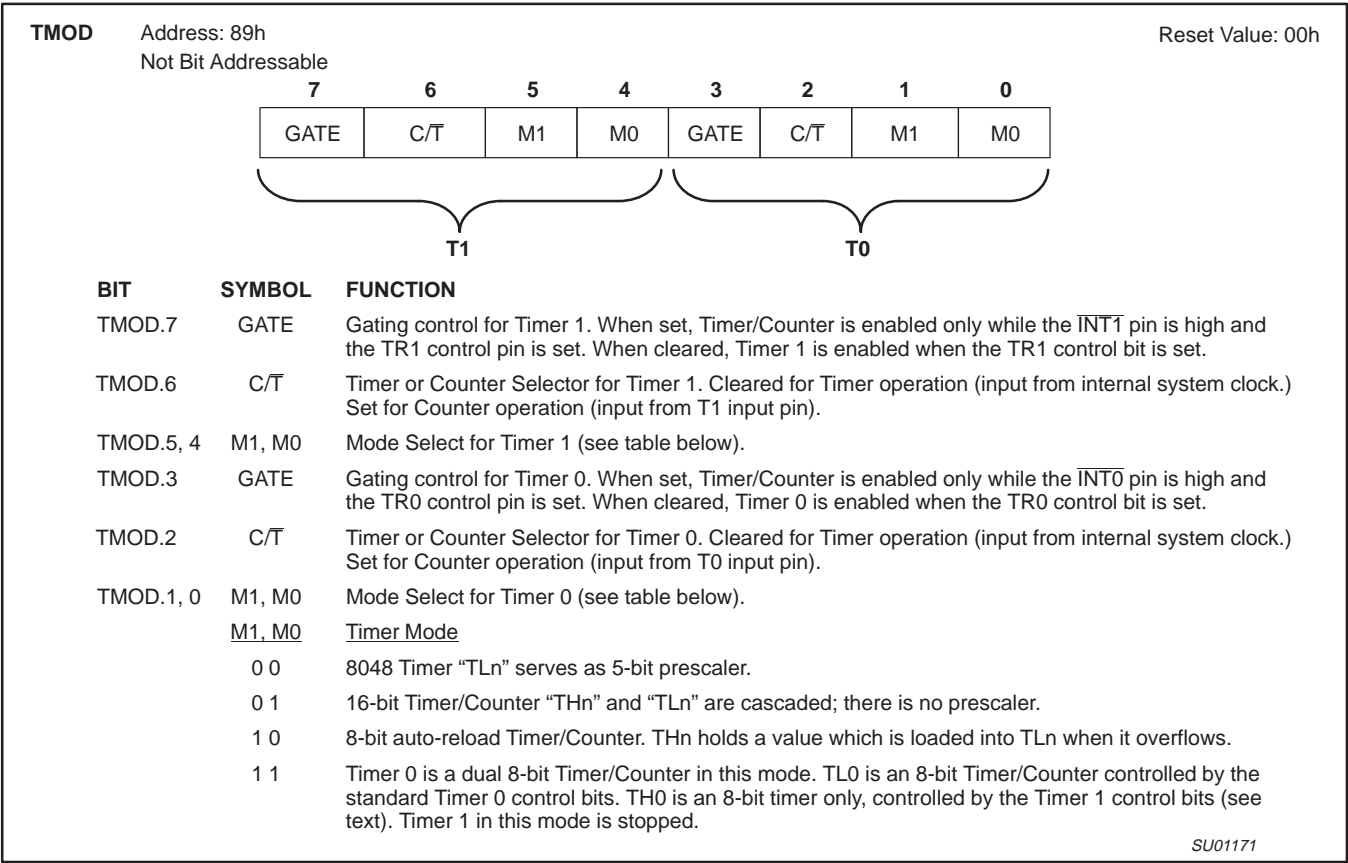 TMOD Address: 89h Reset Value: 00h
Not Bit Addressable
7 6 5 4 3 2 1 0
GATE C/T̅ M1 M0 GATE C/T̅ M1 M0
T1 T0
BIT SYMBOL FUNCTION
TMOD.7 GATE Gating control for Timer 1. When set, Timer/Counter is enabled only while the I̅N̅T̅1̅ pin is high and
the TR1 control pin is set. When cleared, Timer 1 is enabled when the TR1 control bit is set.
TMOD.6 C/T̅ Timer or Counter Selector for Timer 1. Cleared for Timer operation (input from internal system clock.)
Set for Counter operation (input from T1 input pin).
TMOD.5, 4 M1, M0 Mode Select for Timer 1 (see table below).
TMOD.3 GATE Gating control for Timer 0. When set, Timer/Counter is enabled only while the I̅N̅T̅0̅ pin is high and
the TR0 control pin is set. When cleared, Timer 0 is enabled when the TR0 control bit is set.
TMOD.2 C/T̅ Timer or Counter Selector for Timer 0. Cleared for Timer operation (input from internal system clock.)
Set for Counter operation (input from T0 input pin).
TMOD.1, 0 M1, M0 Mode Select for Timer 0 (see table below).
M1, M0 Timer Mode
0 0 8048 Timer “TLn” serves as 5-bit prescaler.
0 1 16-bit Timer/Counter “THn” and “TLn” are cascaded; there is no prescaler.
1 0 8-bit auto-reload Timer/Counter. THn holds a value which is loaded into TLn when it overflows.
1 1 Timer 0 is a dual 8-bit Timer/Counter in this mode. TL0 is an 8-bit Timer/Counter controlled by the
standard Timer 0 control bits. TH0 is an 8-bit timer only, controlled by the Timer 1 control bits (see
text). Timer 1 in this mode is stopped.
SU01171